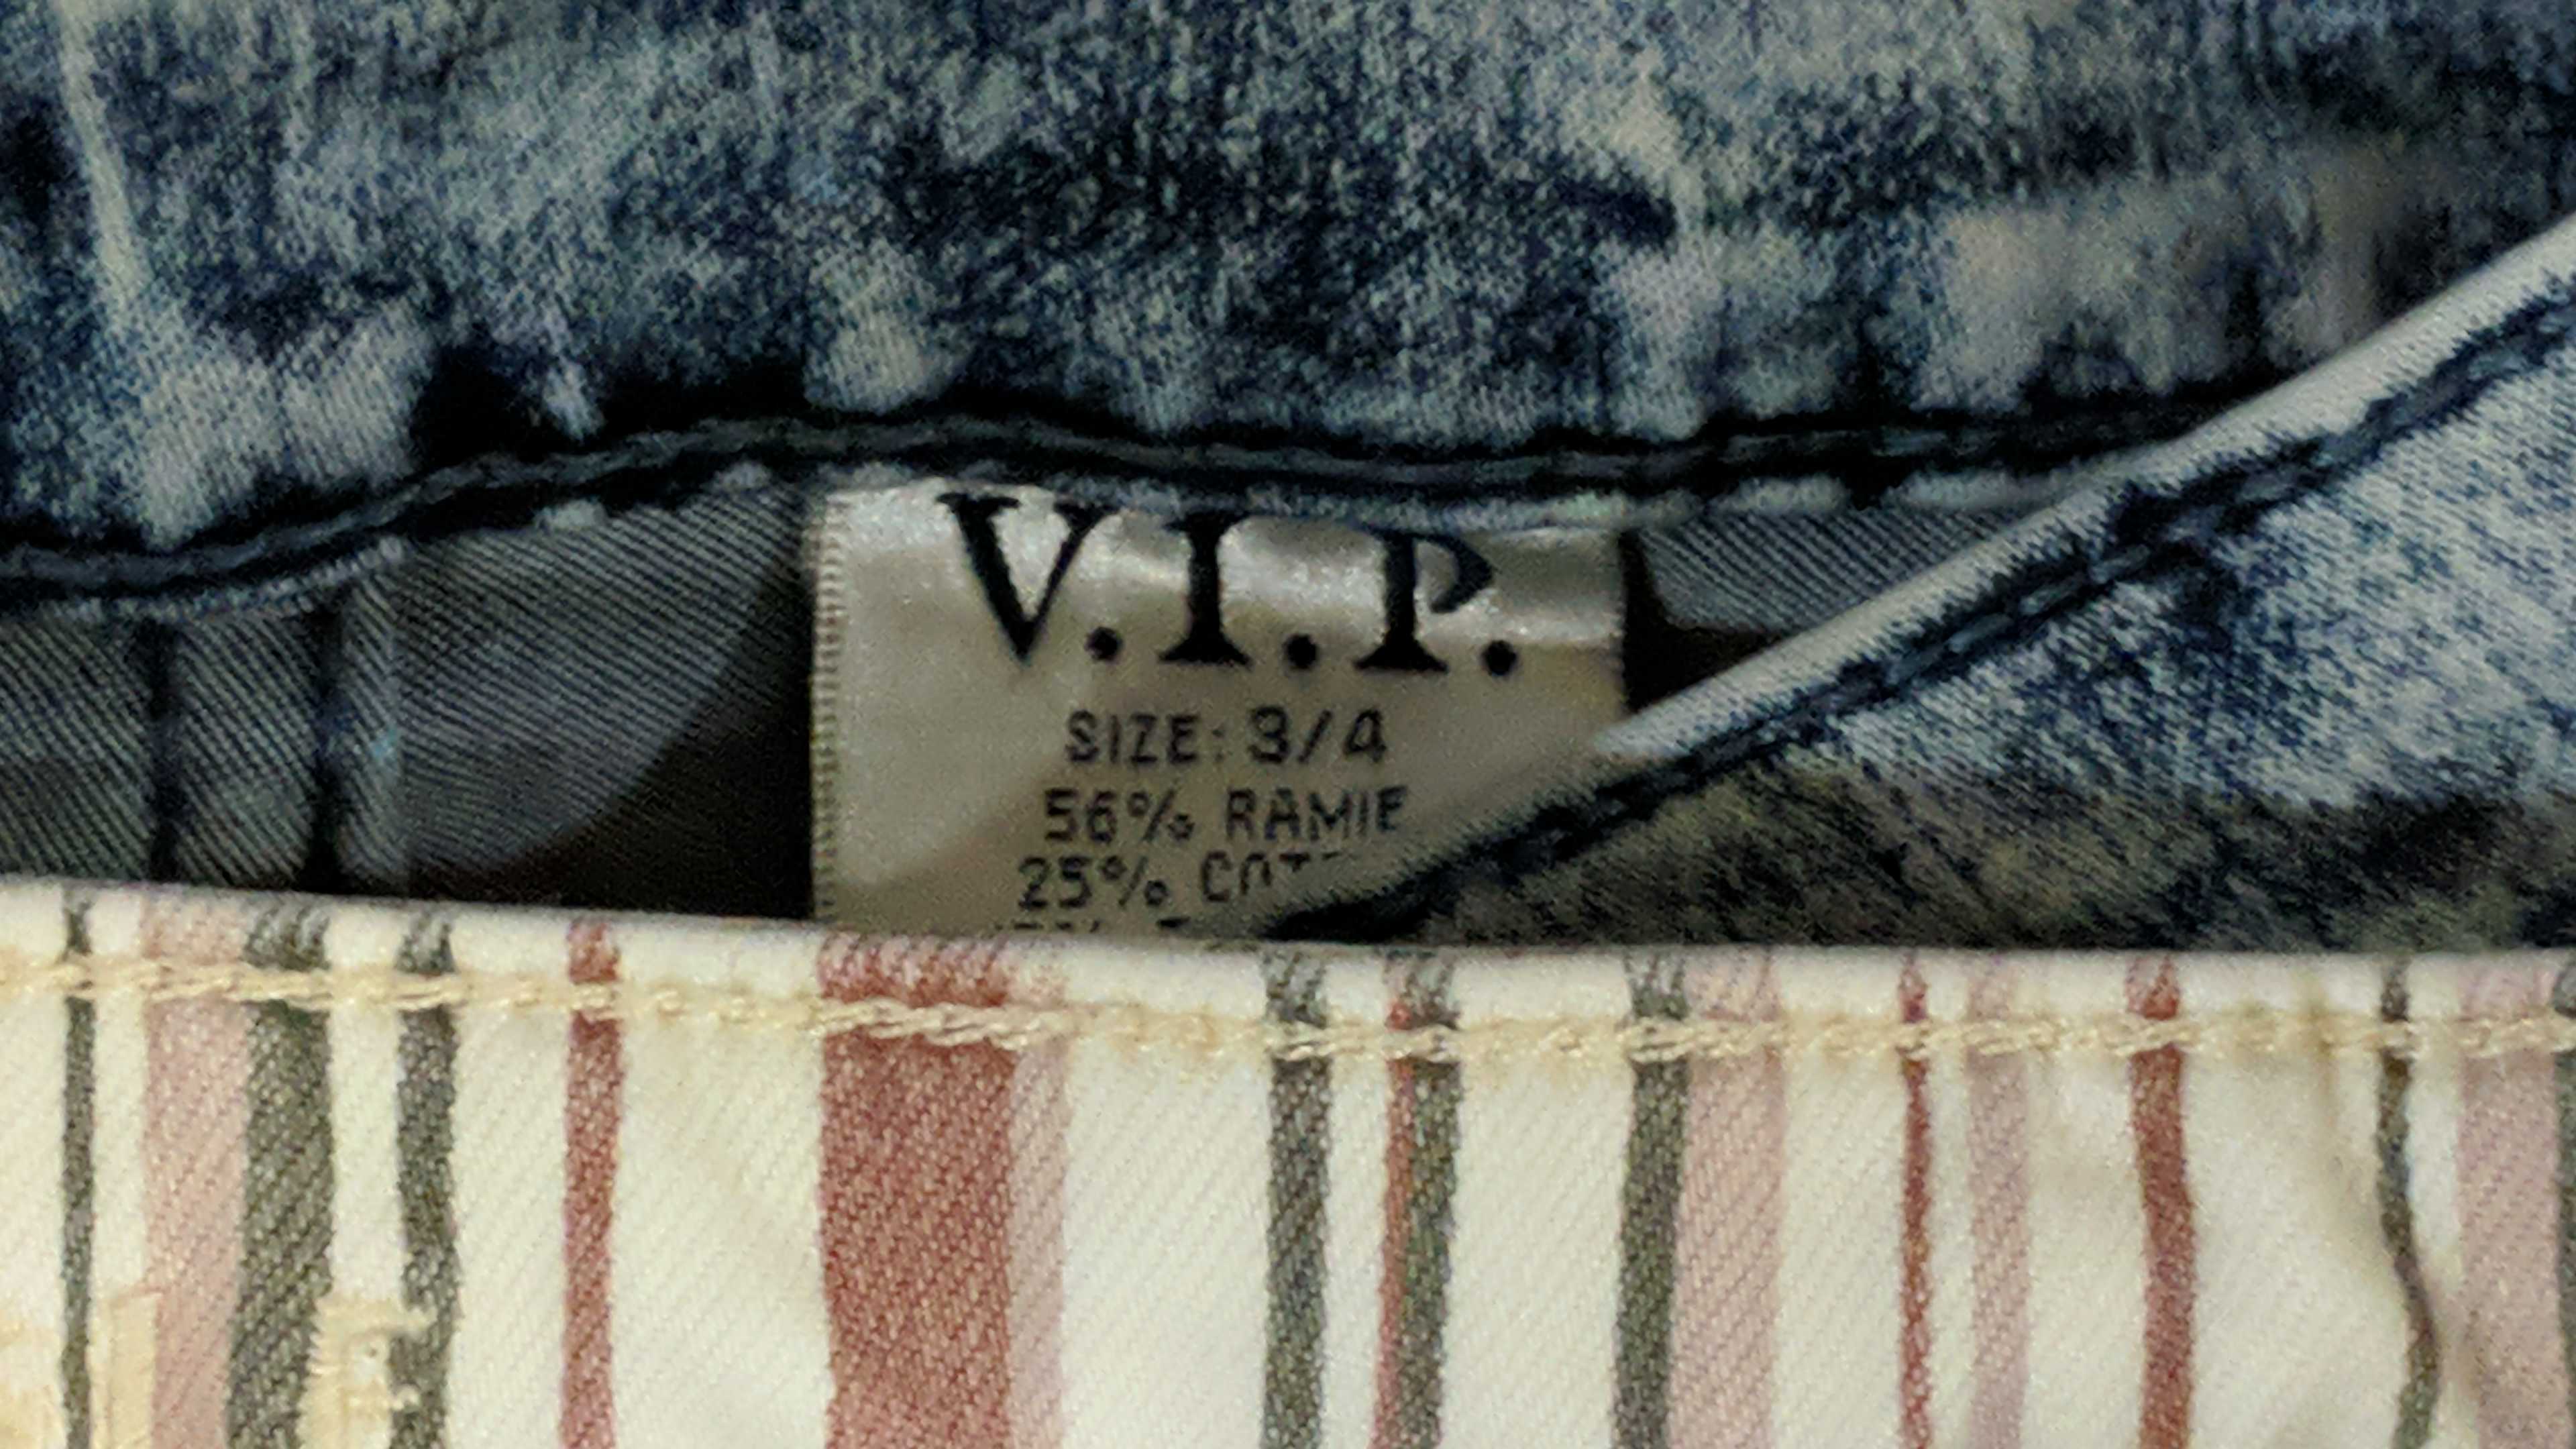 V.I.P.
SIZE: 3/4
56% RAMIE
25%